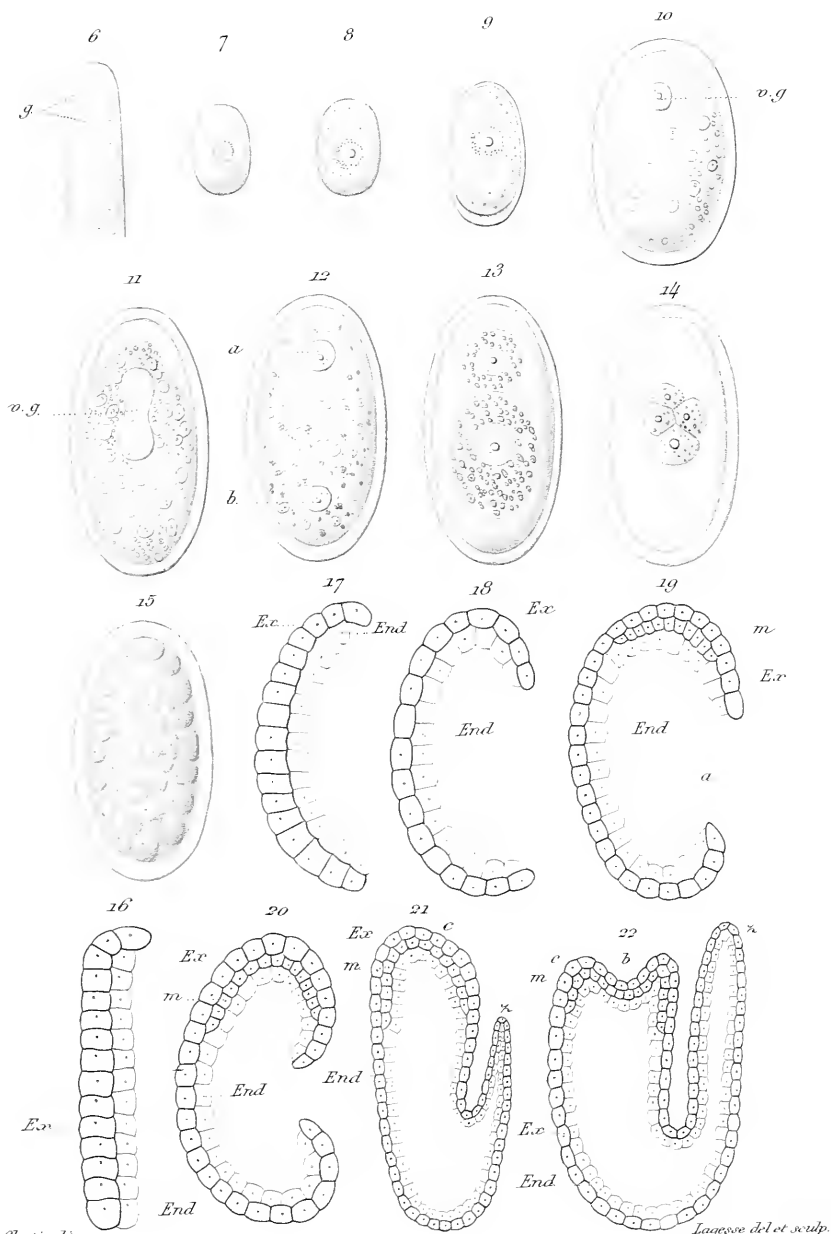 6
7
8
9
10
g.
v.g
11
12
13
14
a
v.g.
b.
15
17
18
19
Ex
End
Ex
m
Ex
End
End
a
16
20
21
22
Ex
c
c
b
r
Ex
m
m
r
m
End
End
Ex
Ex
End
End
Lagesse del et sculp.